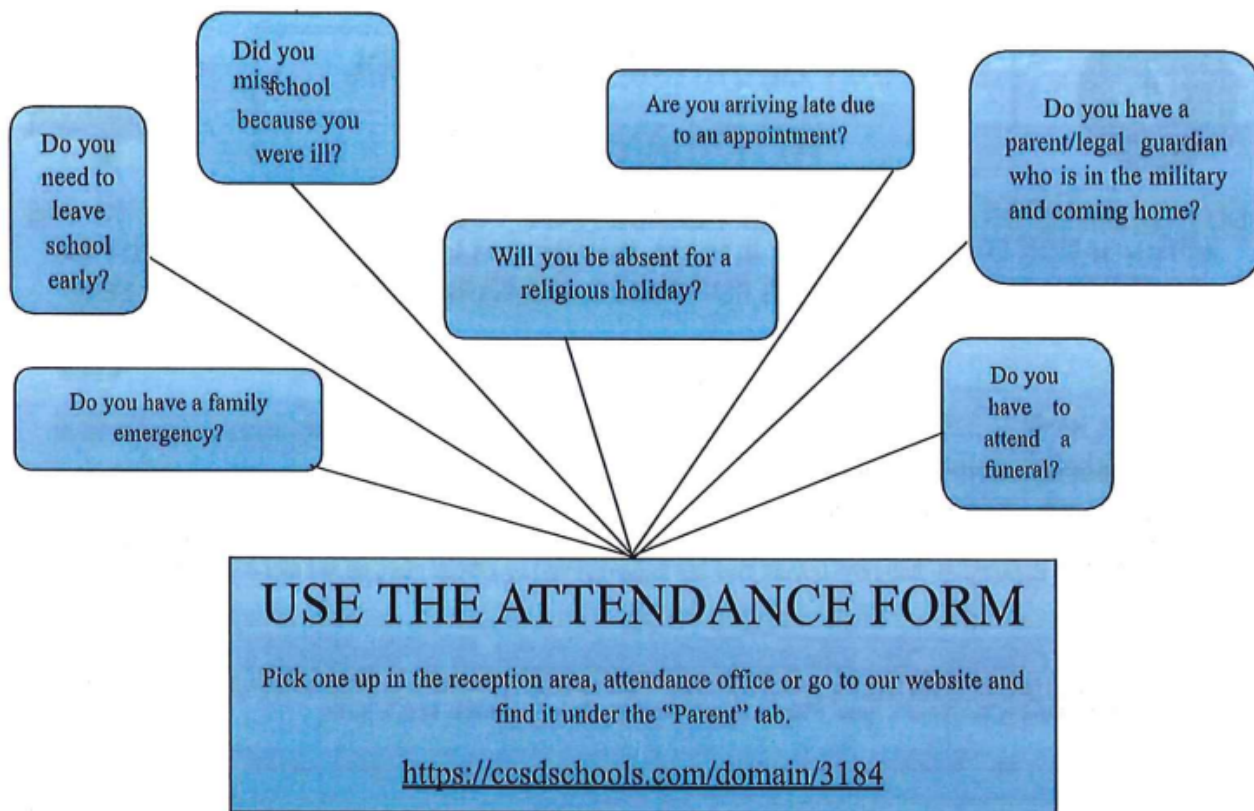 Did you
miss school
because you
were ill?
Are you arriving late due
to an appointment?
Do you have a
parent/legal guardian
who is in the military
and coming home?
Do you
need to
leave
school
early?
Will you be absent for a
religious holiday?
Do you have a family
emergency?
Do you
have to
attend a
funeral?
USE THE ATTENDANCE FORM
Pick one up in the reception area, attendance office or go to our website and
find it under the “Parent” tab.
https://ccsdschools.com/domain/3184